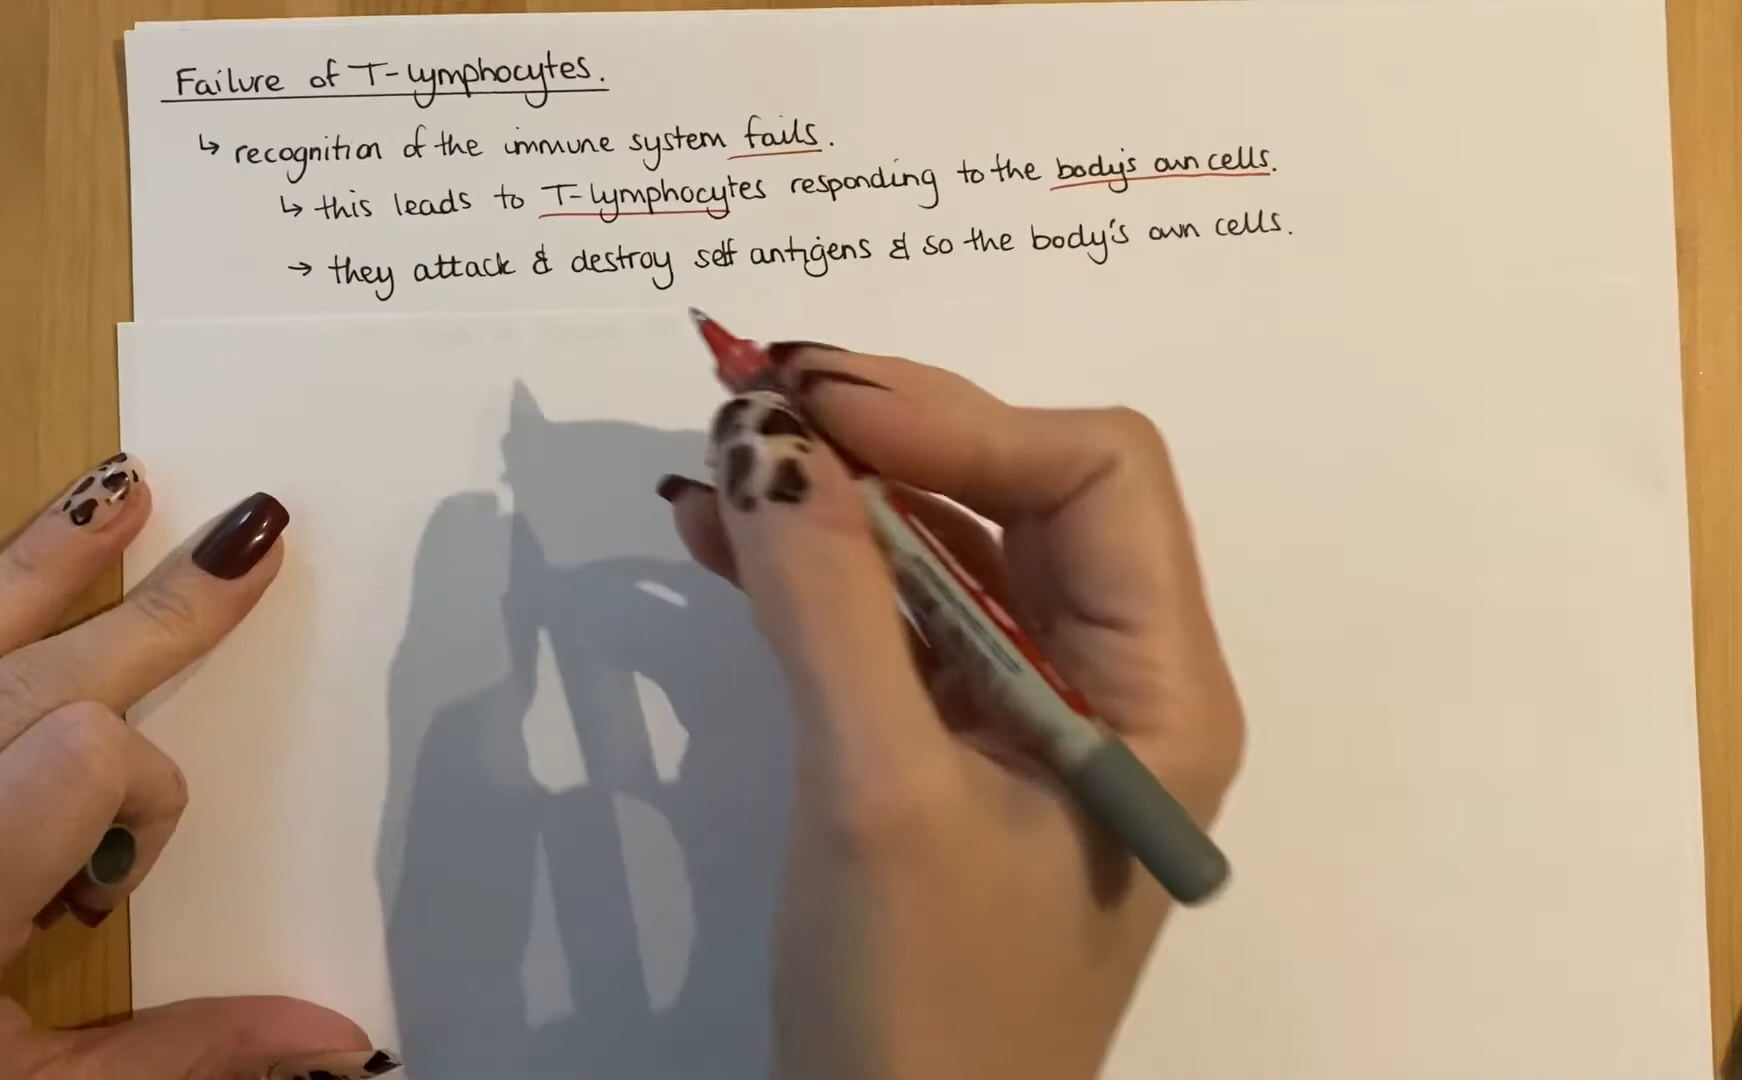 Failure of T-lymphocytes.
↳ recognition of the immune system fails.
↳ this leads to T-lymphocytes responding to the body's own cells.
→ they attack & destroy self antigens & so the body's own cells.